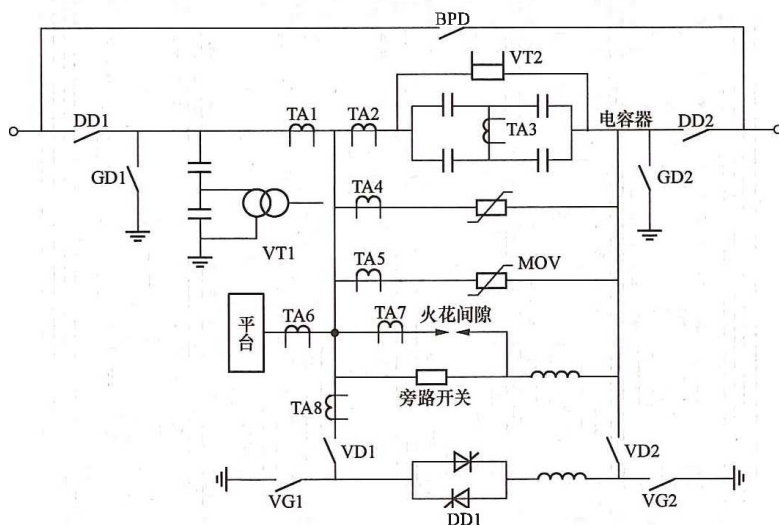 BPD
VT2
DD1
TA1
TA2
TA3
电容器
DD2
GD1
GD2
VT1
TA4
TA5
MOV
平台
TA6
TA7
火花间隙
旁路开关
TA8
VD1
VD2
VG1
DD1
VG2